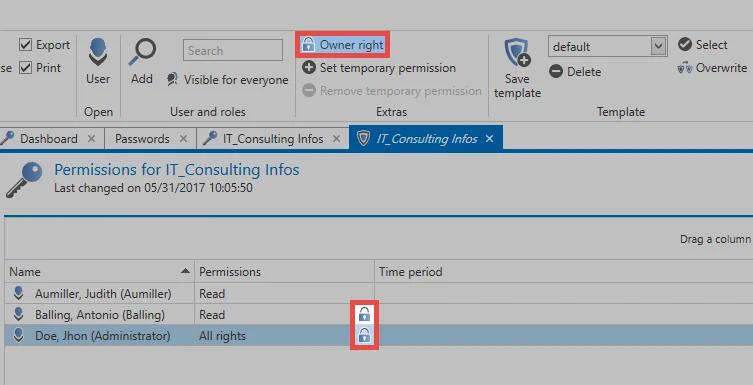 Export
Search
Owner right
default
Select
se
Print
User
Add
Visible for everyone
Set temporary permission
Save template
Delete
Overwrite
Remove temporary permission
Open
User and roles
Extras
Template
Dashboard
Passwords
IT_Consulting Infos
IT_Consulting Infos
Permissions for IT_Consulting Infos
Last changed on 05/31/2017 10:05:50
Drag a column
Name
Permissions
Time period
Aumiller, Judith (Aumiller)
Read
Balling, Antonio (Balling)
Read
Doe, Jhon (Administrator)
All rights